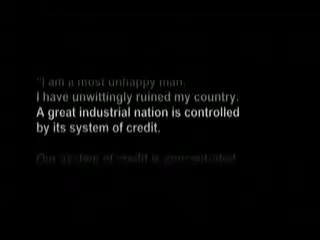 "I am a most unhappy man.
I have unwittingly ruined my country.
A great industrial nation is controlled
by its system of credit.
Our system of credit is concentrated